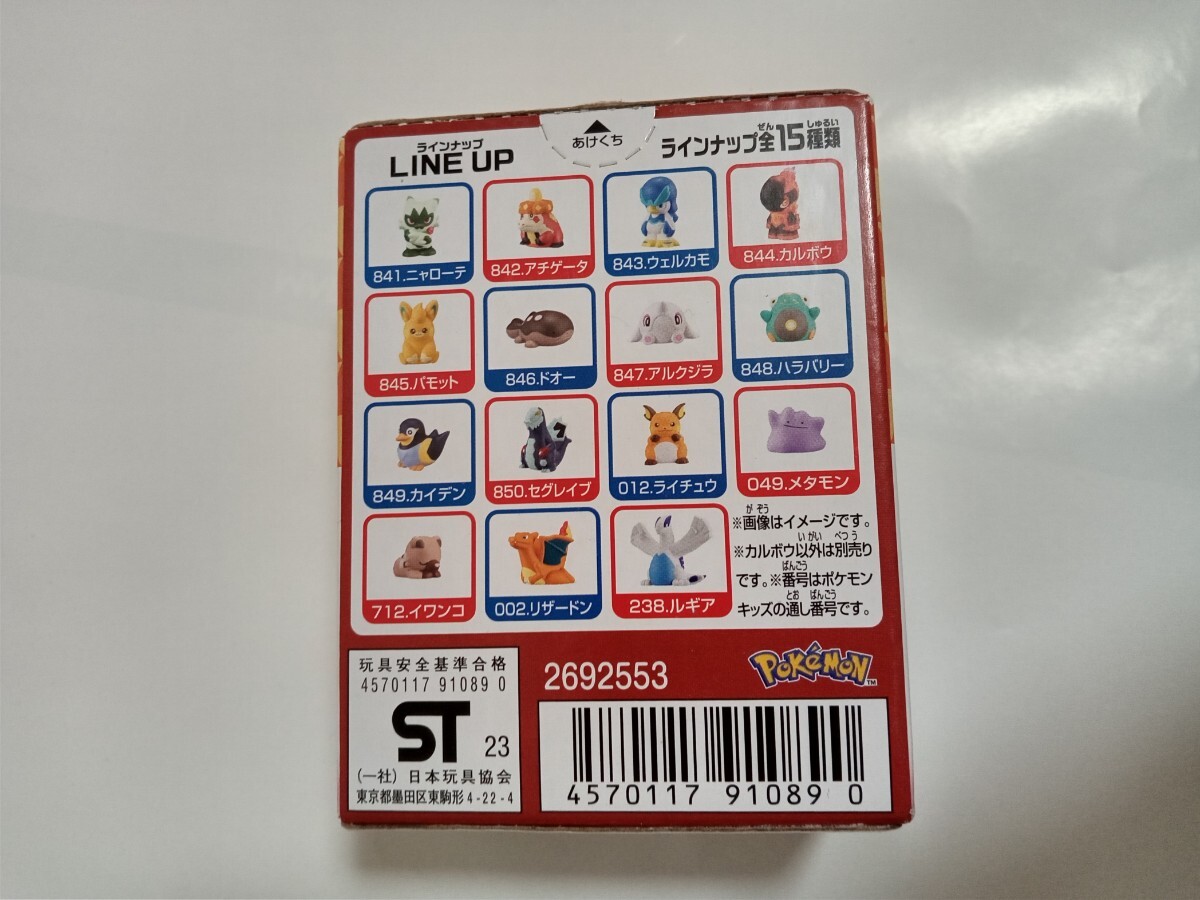 ラインナップ
LINE UP
あけくち
ぜん しゅるい
ラインナップ全15種類
841.ニャローテ
842.アチゲータ
843.ウェルカモ
844.カルボウ
845.パモット
846.ドオー
847.アルクジラ
848.ハラバリー
849.カイデン
850.セグレイブ
012.ライチュウ
049.メタモン
712.イワンコ
002.リザードン
238.ルギア
がぞう
※画像はイメージです。
いがい べつう
※カルボウ以外は別売り
ばんごう
です。※番号はポケモン
とお ばんごう
キッズの通し番号です。
玩具安全基準合格
4570117 91089 0
ST 23
(一社) 日本玩具協会
東京都墨田区東駒形4-22-4
2692553
POKéMON TM
4570117 91089 0